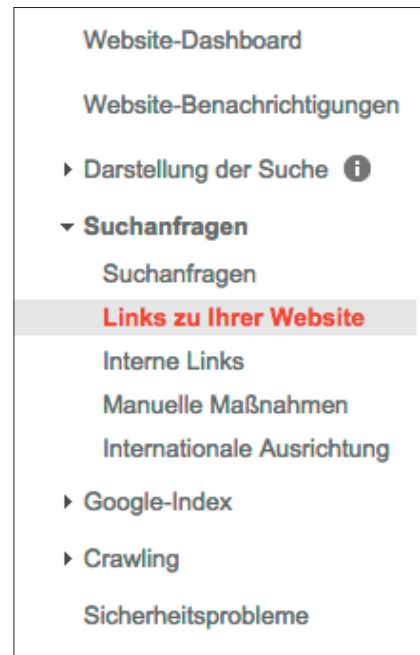 Website-Dashboard
Website-Benachrichtigungen
Darstellung der Suche
Suchanfragen
Suchanfragen
Links zu Ihrer Website
Interne Links
Manuelle Maßnahmen
Internationale Ausrichtung
Google-Index
Crawling
Sicherheitsprobleme